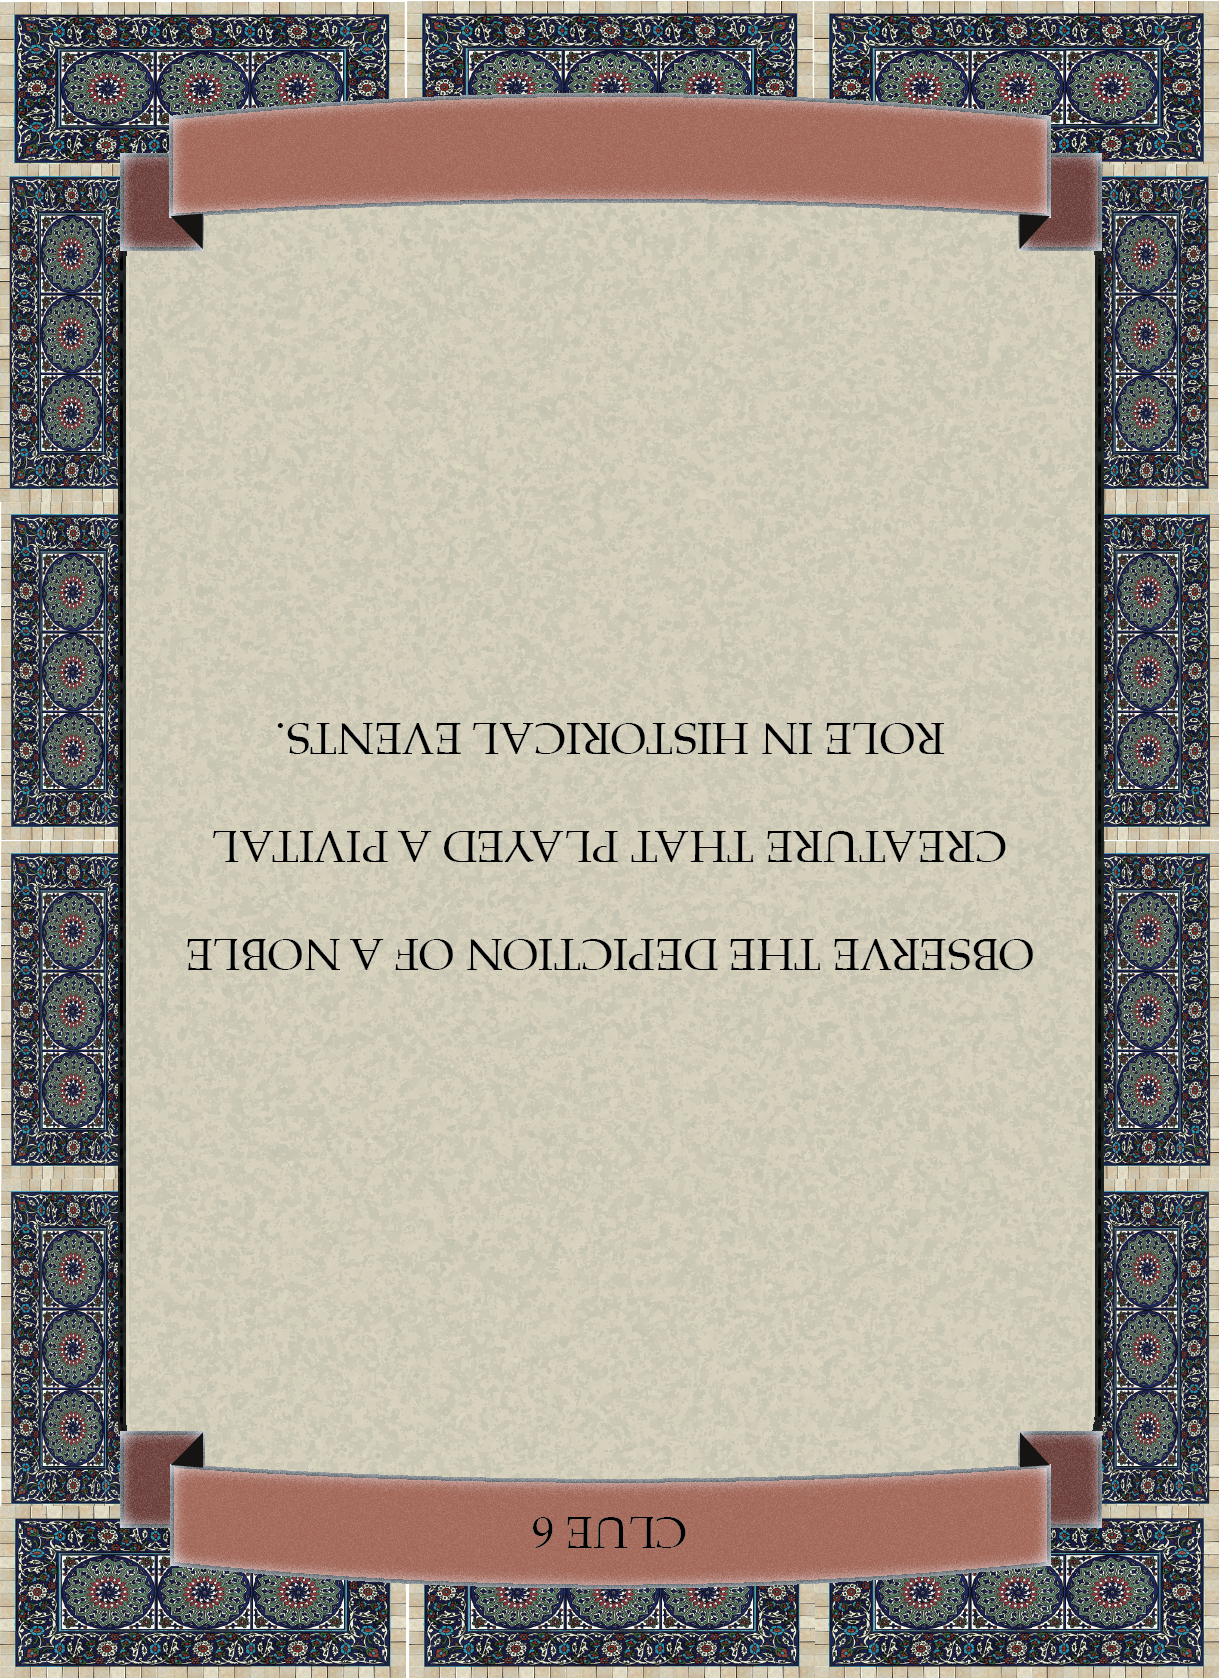 CLUE 6
OBSERVE THE DEPICTION OF A NOBLE
CREATURE THAT PLAYED A PIVITAL
ROLE IN HISTORICAL EVENTS.